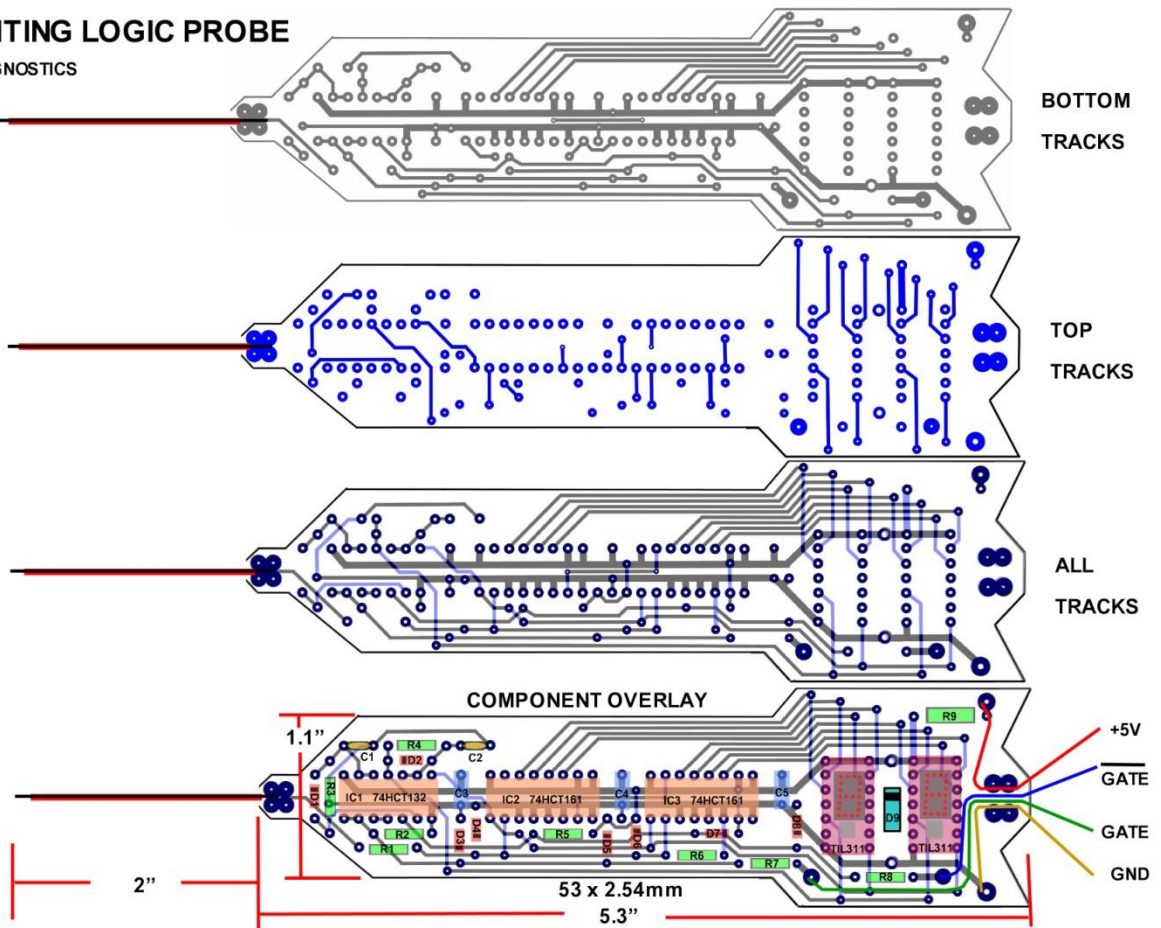 ITING LOGIC PROBE
GNOSTICS
BOTTOM
TRACKS
TOP
TRACKS
ALL
TRACKS
COMPONENT OVERLAY
1.1”
R9
+5V
GATE
GATE
GND
C1
R4
C2
D2
D1
R3
IC1 74HCT132
C3
IC2 74HCT161
C4
IC3 74HCT161
C5
D9
R2
D3
D4
R5
D5
D6
D7
D8
TIL311
TIL311
R1
R6
R7
R8
2”
53 x 2.54mm
5.3”